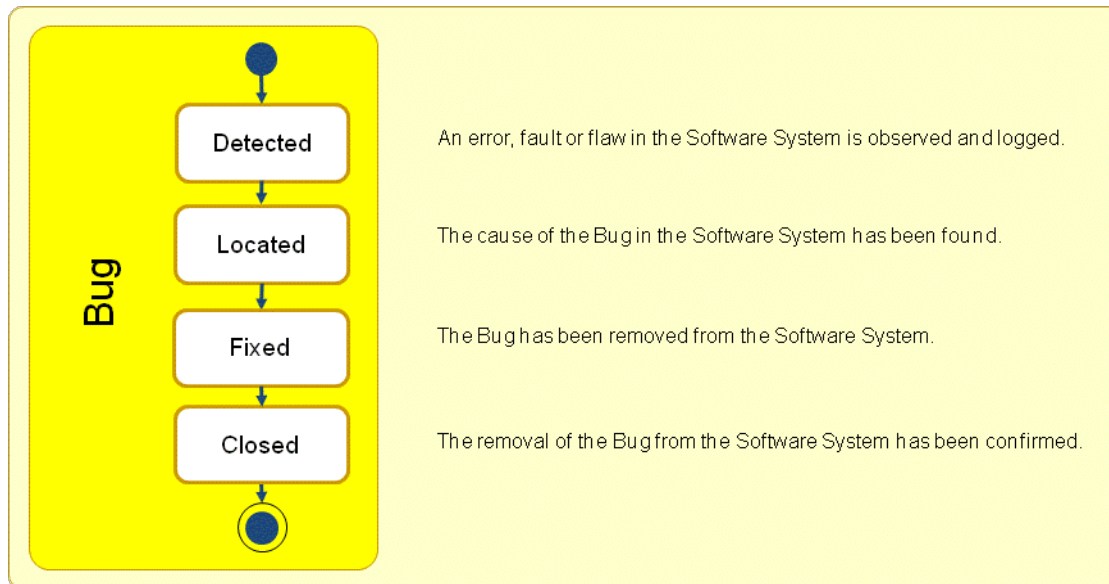 Bug
Detected
An error, fault or flaw in the Software System is observed and logged.
Located
The cause of the Bug in the Software System has been found.
Fixed
The Bug has been removed from the Software System.
Closed
The removal of the Bug from the Software System has been confirmed.